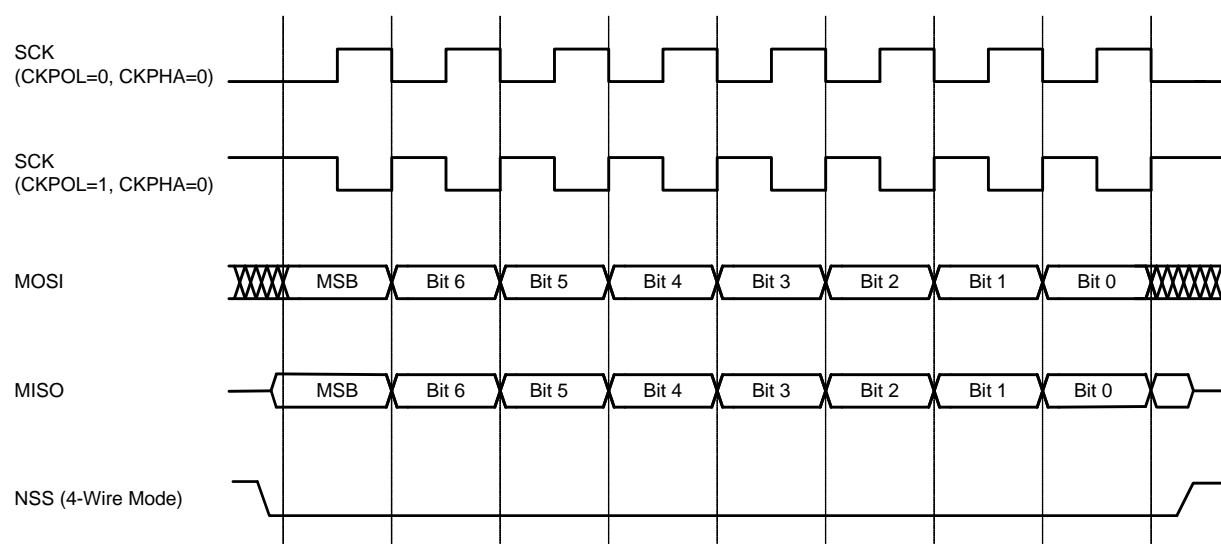 SCK
(CKPOL=0, CKPHA=0)
SCK
(CKPOL=1, CKPHA=0)
MOSI
MSB Bit 6 Bit 5 Bit 4 Bit 3 Bit 2 Bit 1 Bit 0
MISO
MSB Bit 6 Bit 5 Bit 4 Bit 3 Bit 2 Bit 1 Bit 0
NSS (4-Wire Mode)